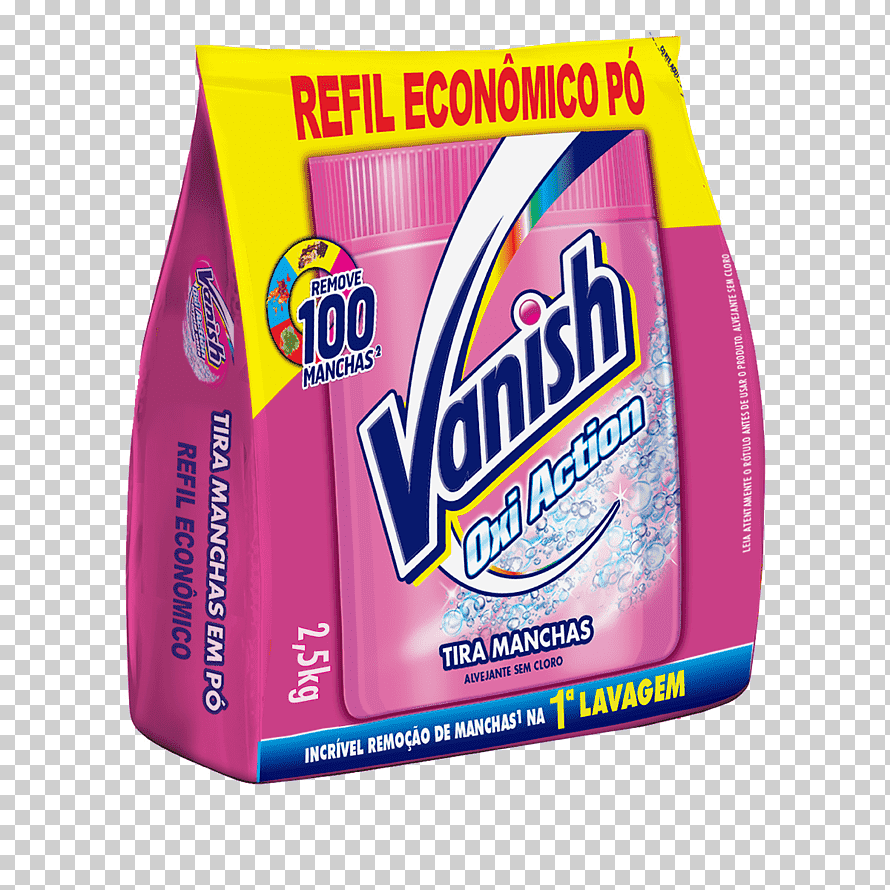 REFIL ECONÔMICO PÓ
REMOVE
100
MANCHAS²
Vanish
Oxi Action
TIRA MANCHAS
ALVEJANTE SEM CLORO
INCRÍVEL REMOÇÃO DE MANCHAS¹ NA 1ª LAVAGEM
2,5kg
Vanish
TIRA MANCHAS EM PÓ
REFIL ECONÔMICO
LEIA ATENTAMENTE O RÓTULO ANTES DE USAR O PRODUTO. ALVEJANTE SEM CLORO